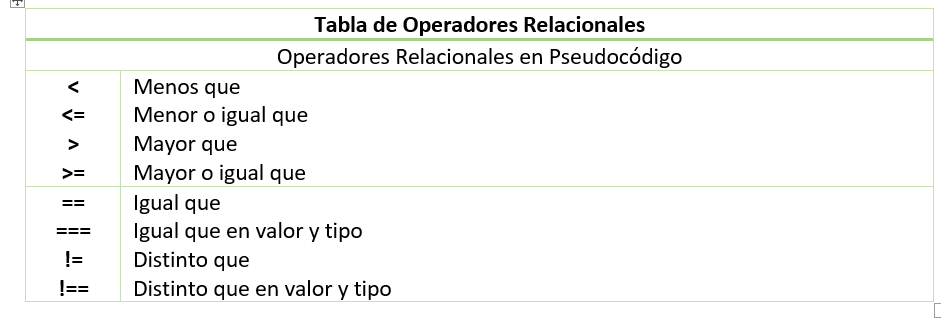 Tabla de Operadores Relacionales
Operadores Relacionales en Pseudocódigo
< Menos que
<= Menor o igual que
> Mayor que
>= Mayor o igual que
== Igual que
=== Igual que en valor y tipo
!= Distinto que
!== Distinto que en valor y tipo